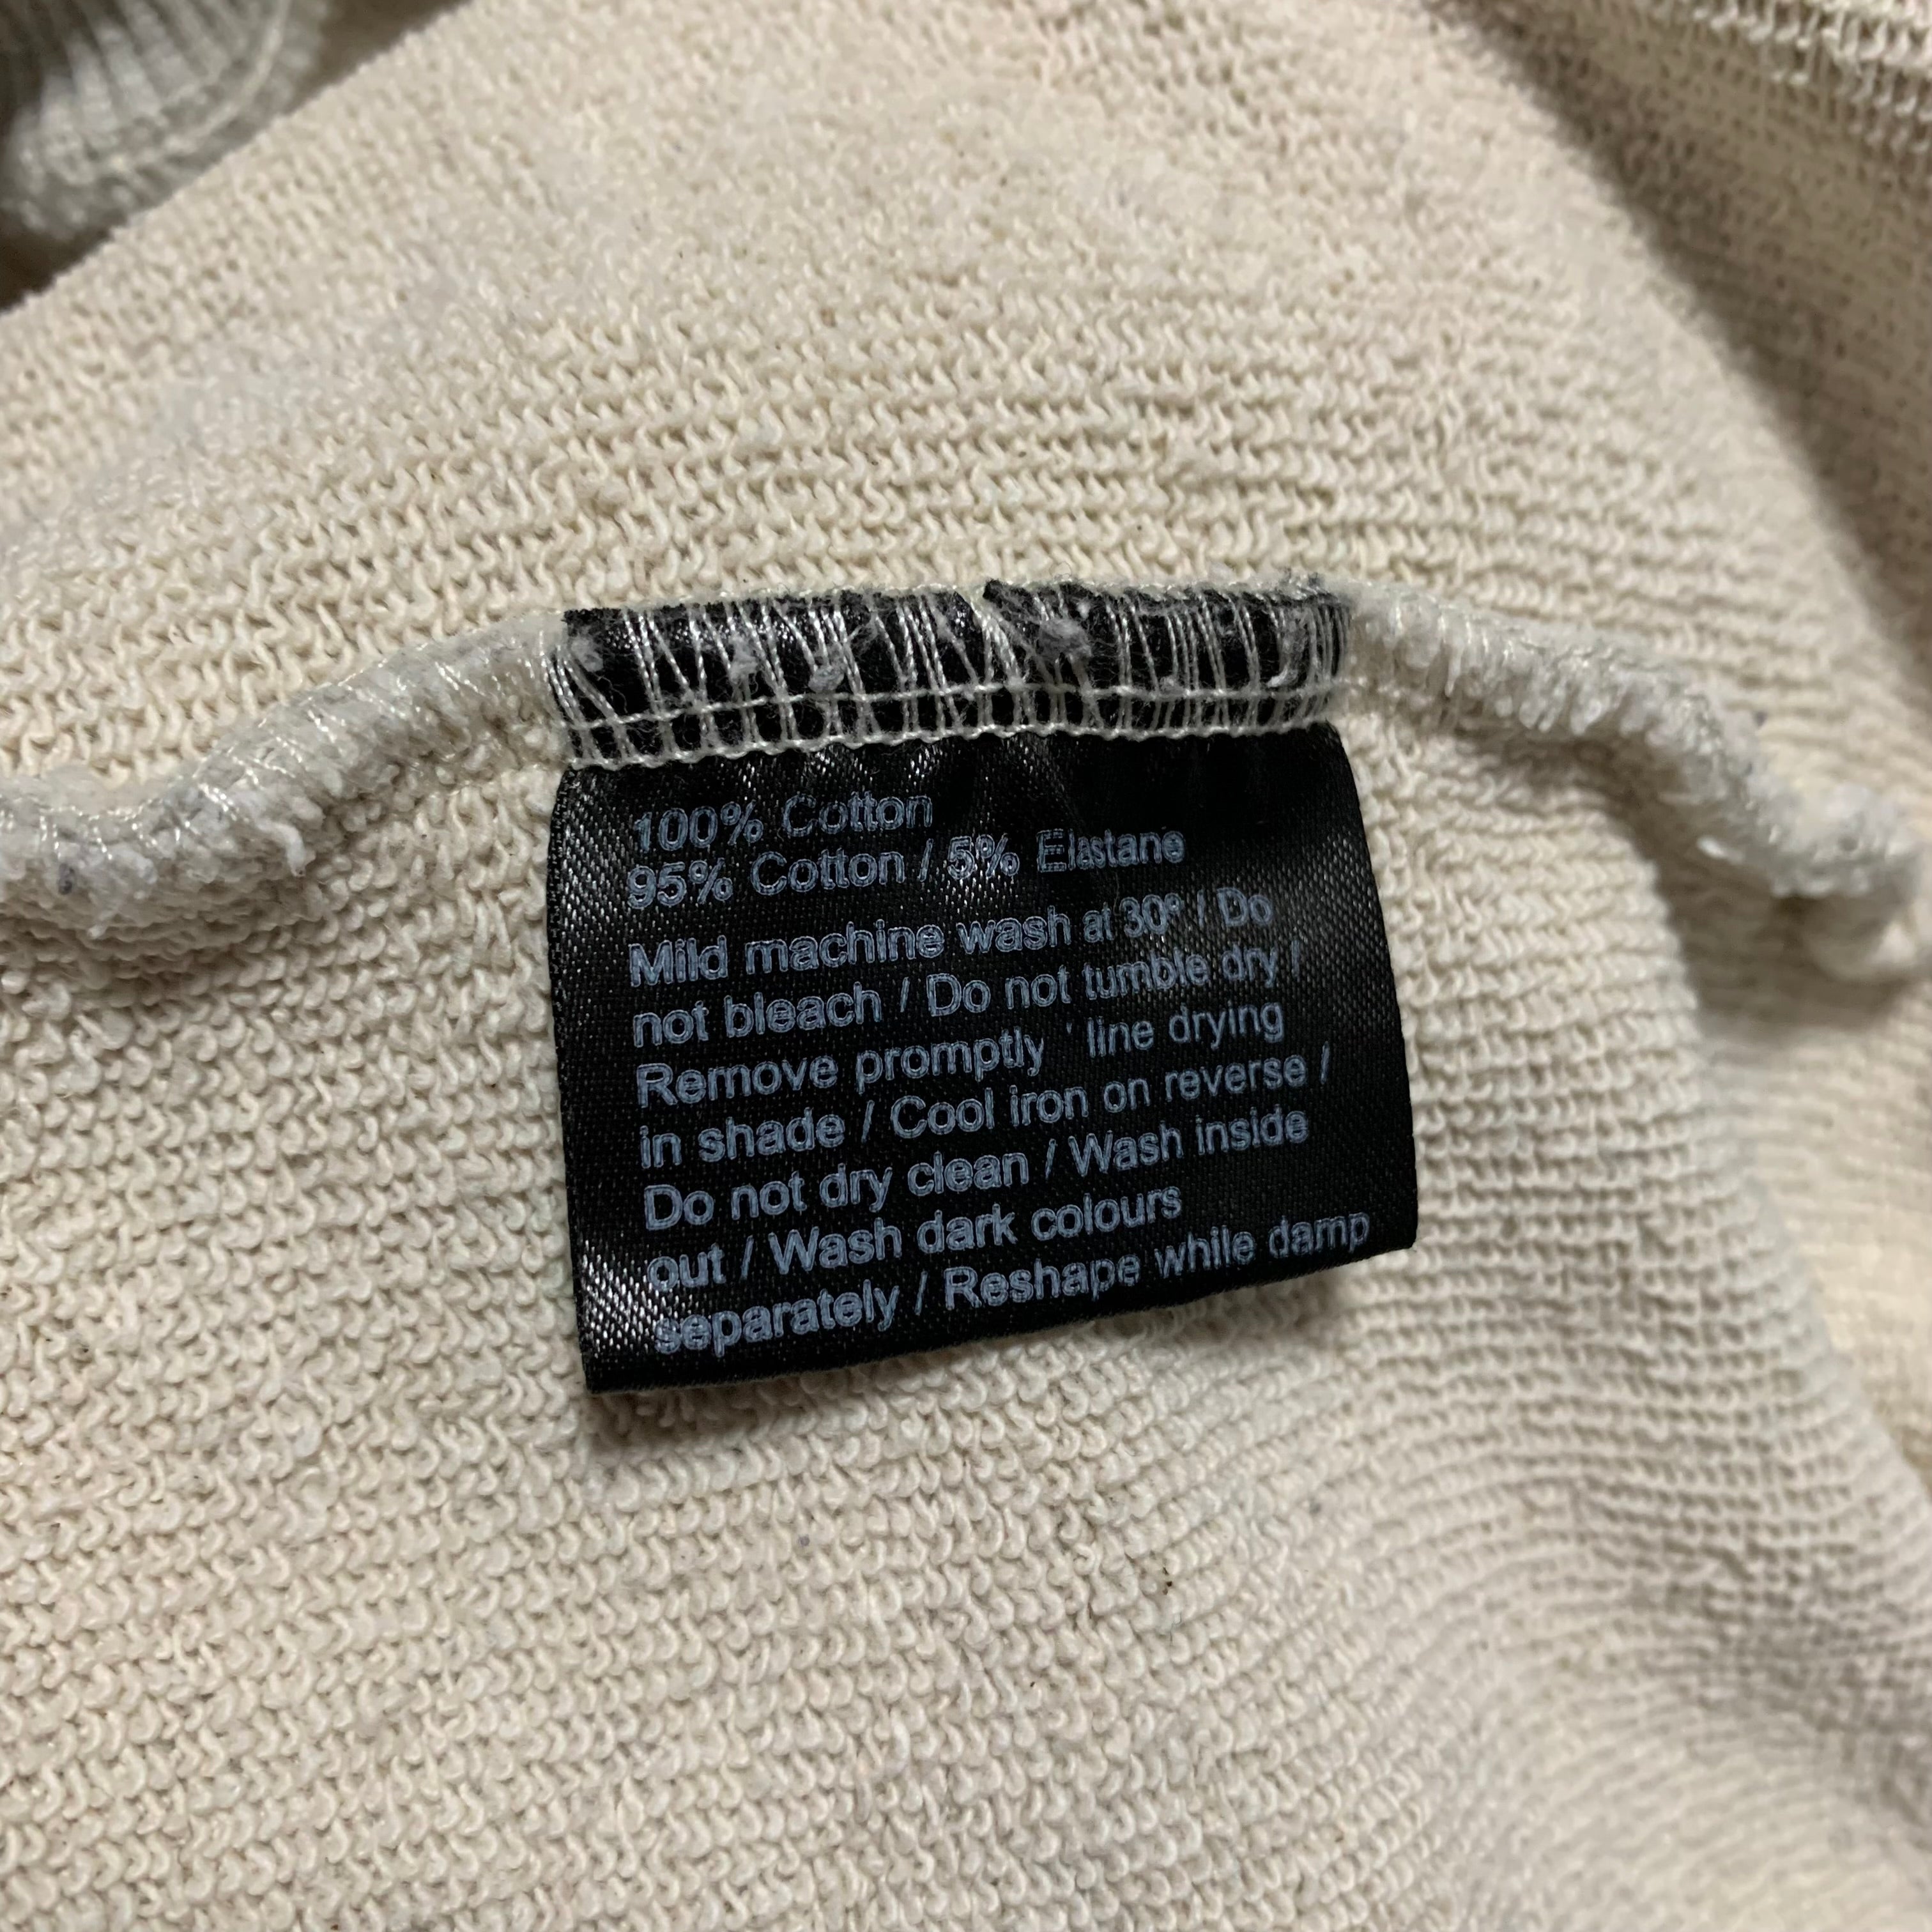 100% Cotton
95% Cotton / 5% Elastane
Mild machine wash at 30° / Do
not bleach / Do not tumble dry /
Remove promptly ' line drying
in shade / Cool iron on reverse /
Do not dry clean / Wash inside
out / Wash dark colours
separately / Reshape while damp